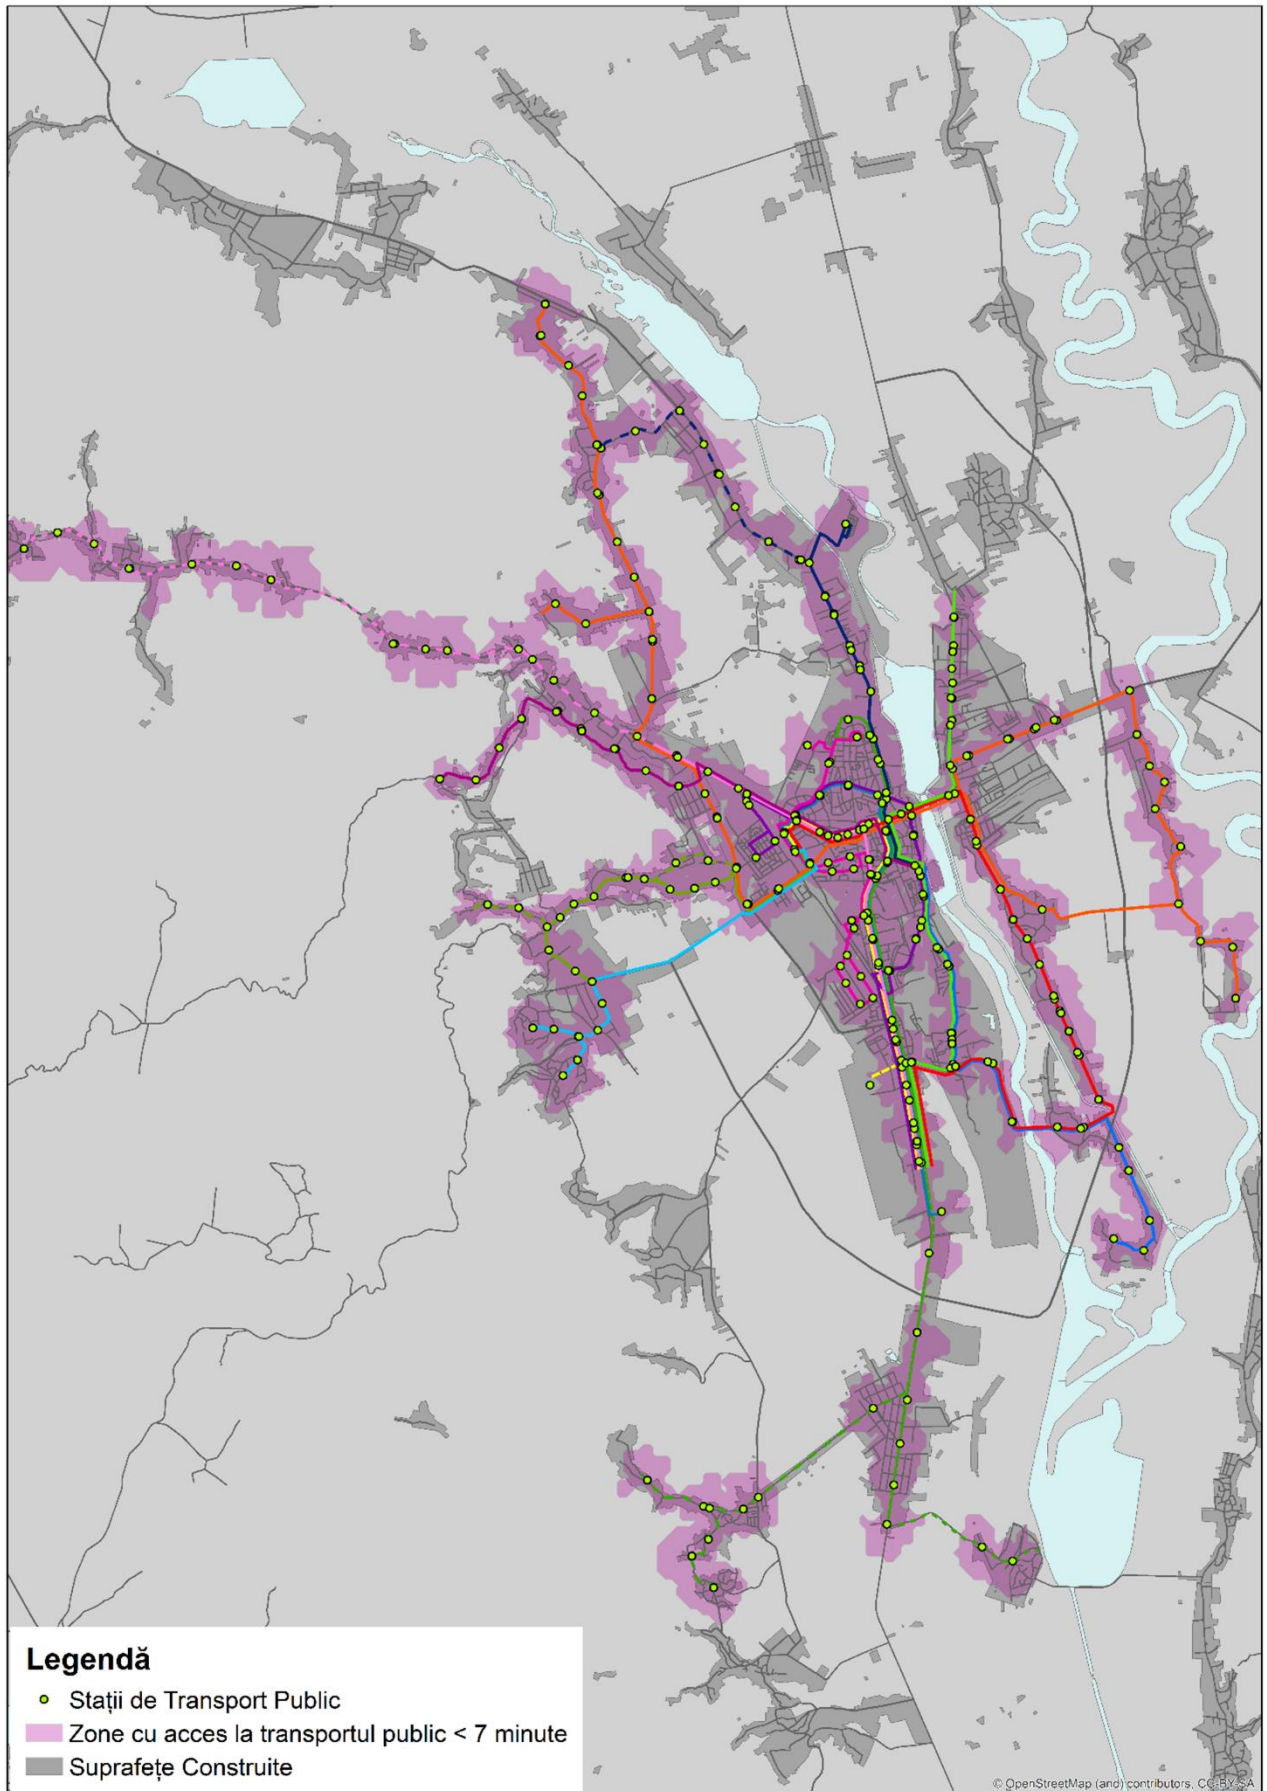 Legendă
Stații de Transport Public
Zone cu acces la transportul public < 7 minute
Suprafețe Construite
© OpenStreetMap (and) contributors, CC-BY-SA